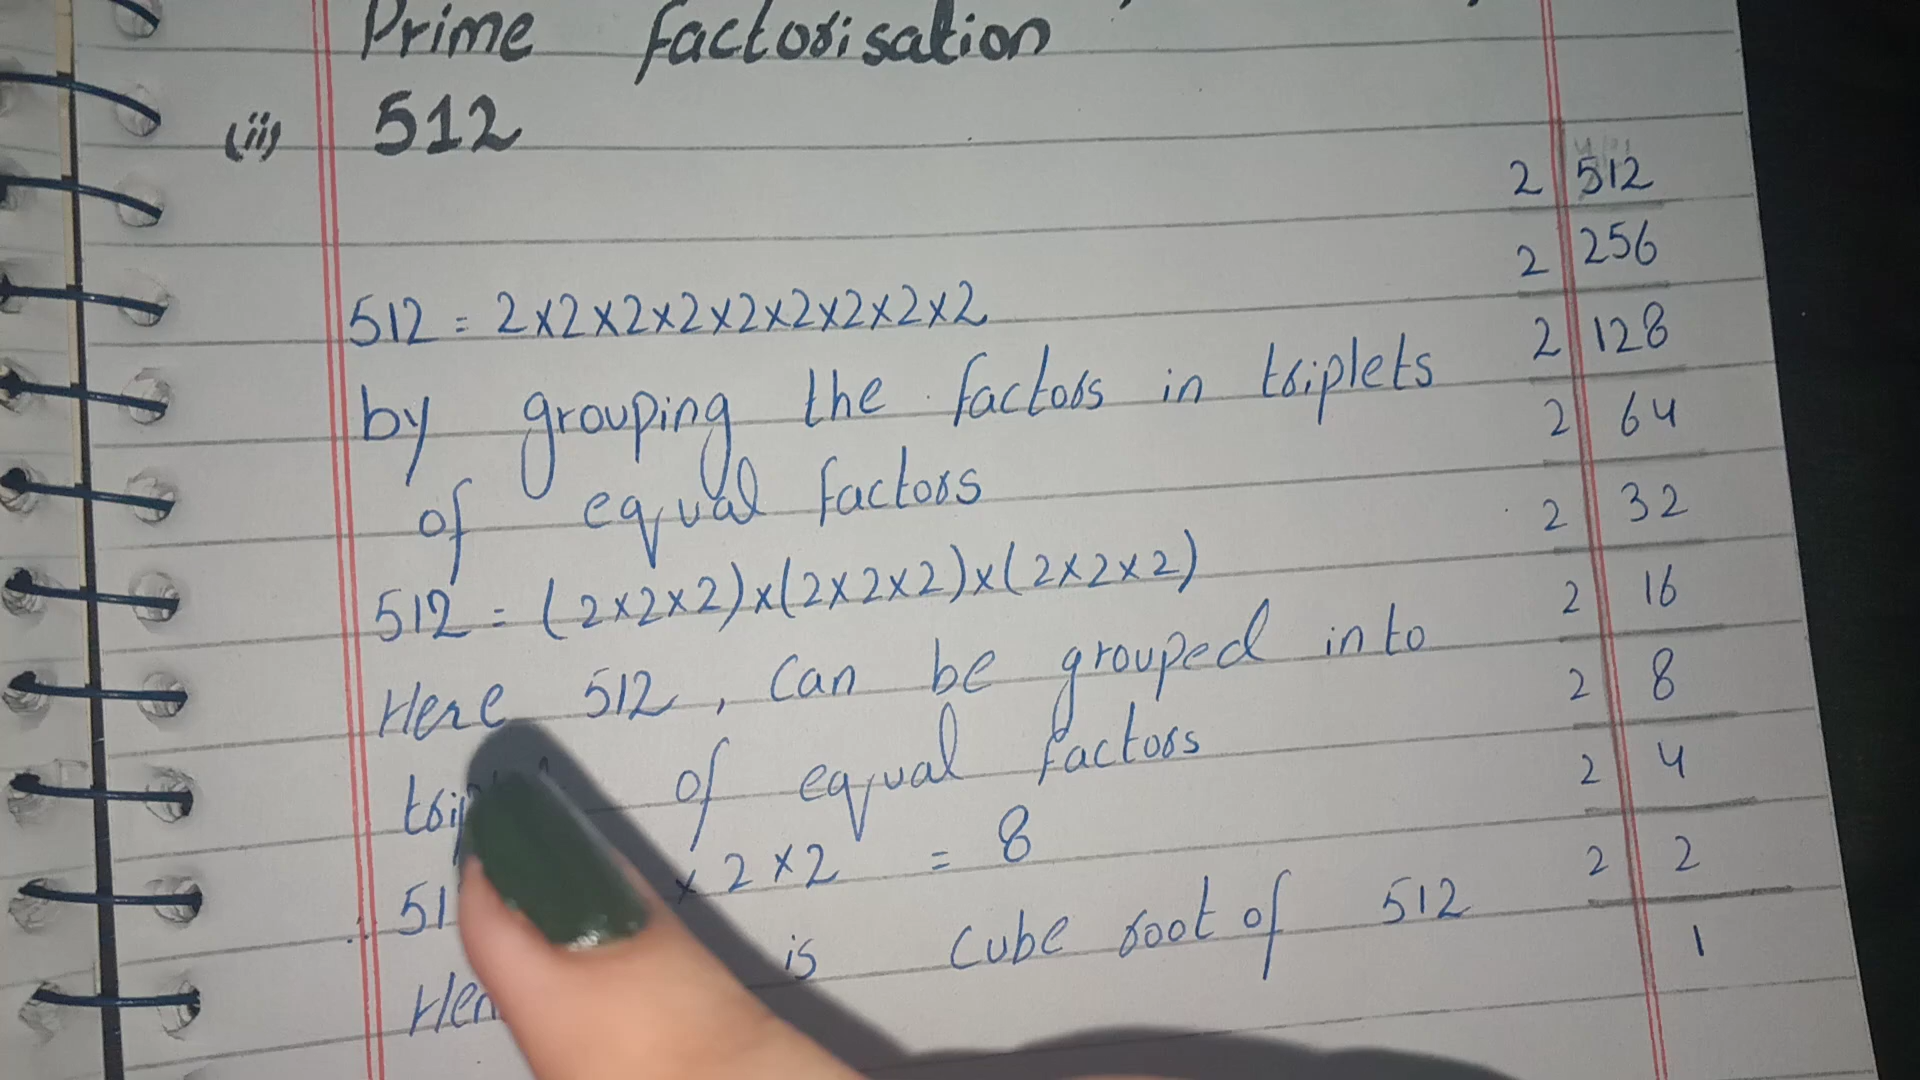 Prime factorisation
(ii) 512
512 = 2×2×2×2×2×2×2×2×2
by grouping the factors in triplets
of equal factors
512 = (2×2×2)×(2×2×2)×(2×2×2)
Here 512, can be grouped into
of equal factors
× 2 × 2 = 8
is cube root of 512
2 512
2 256
2 128
2 64
2 32
2 16
2 8
2 4
2 2
1